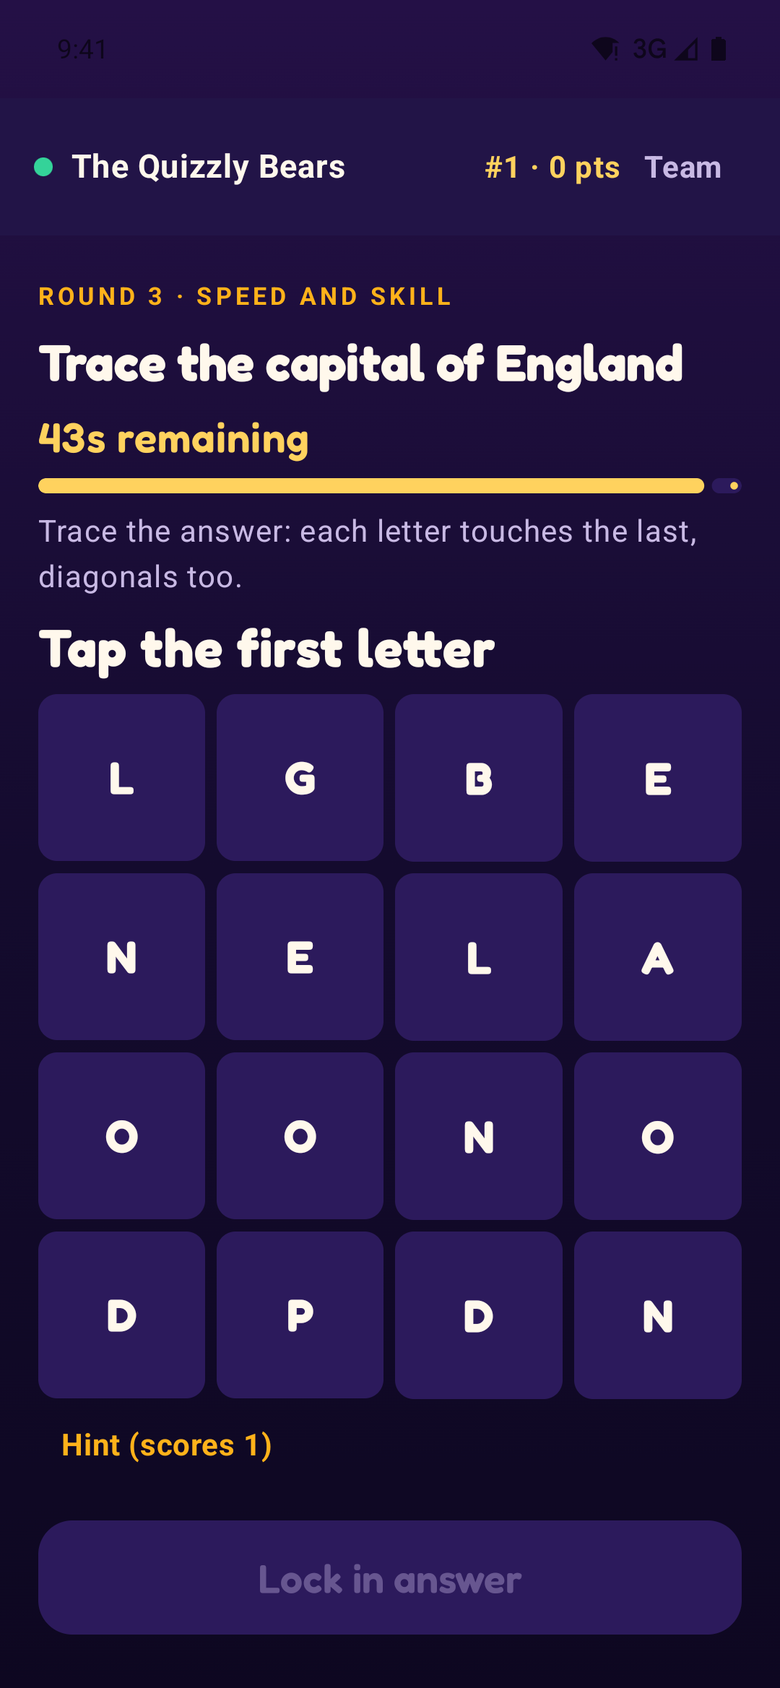 9:41 3G
The Quizzly Bears #1 · 0 pts Team
ROUND 3 · SPEED AND SKILL
Trace the capital of England
43s remaining
Trace the answer: each letter touches the last,
diagonals too.
Tap the first letter
L G B E
N E L A
O O N O
D P D N
Hint (scores 1)
Lock in answer